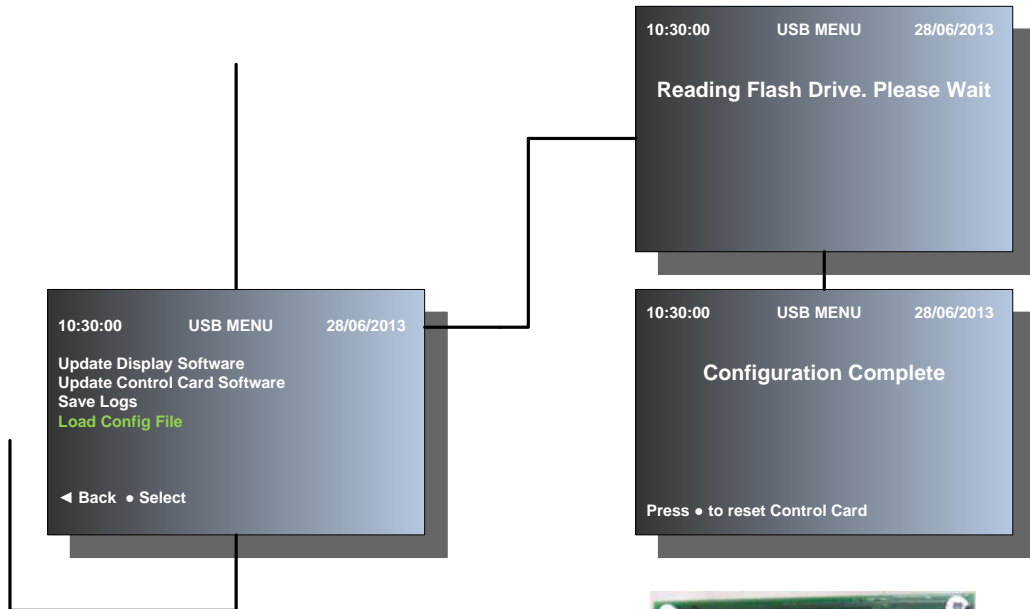 10:30:00 USB MENU 28/06/2013
Reading Flash Drive. Please Wait
10:30:00 USB MENU 28/06/2013
Update Display Software
Update Control Card Software
Save Logs
Load Config File
◄ Back ● Select
10:30:00 USB MENU 28/06/2013
Configuration Complete
Press ● to reset Control Card